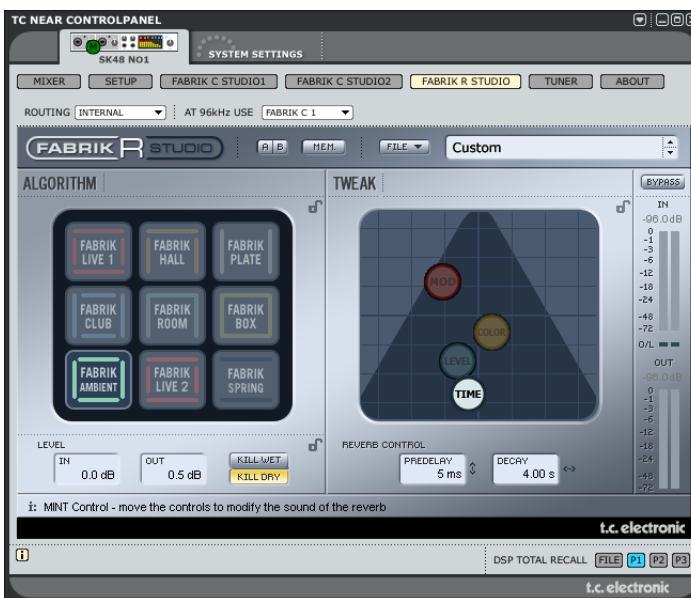 TC NEAR CONTROLPANEL
M
SK48 NO1
SYSTEM SETTINGS
MIXER SETUP FABRIK C STUDIO1 FABRIK C STUDIO2 FABRIK R STUDIO TUNER ABOUT
ROUTING INTERNAL AT 96kHz USE FABRIK C 1
FABRIK R STUDIO A B MEM. FILE Custom
ALGORITHM TWEAK BYPASS
FABRIK LIVE 1
FABRIK HALL
FABRIK PLATE
FABRIK CLUB
FABRIK ROOM
FABRIK BOX
FABRIK AMBIENT
FABRIK LIVE 2
FABRIK SPRING
MOD
COLOR
LEVEL
TIME
IN
-96.0dB
0
-1
-3
-6
-12
-18
-24
-48
-72
O/L
OUT
-96.0dB
0
-1
-3
-6
-12
-18
-24
-48
-72
LEVEL
IN
0.0 dB
OUT
0.5 dB
KILL WET
KILL DRY
REVERB CONTROL
PREDELAY
5 ms
DECAY
4.00 s
i: MINT Control - move the controls to modify the sound of the reverb
t.c. electronic
i
DSP TOTAL RECALL FILE P1 P2 P3
t.c. electronic